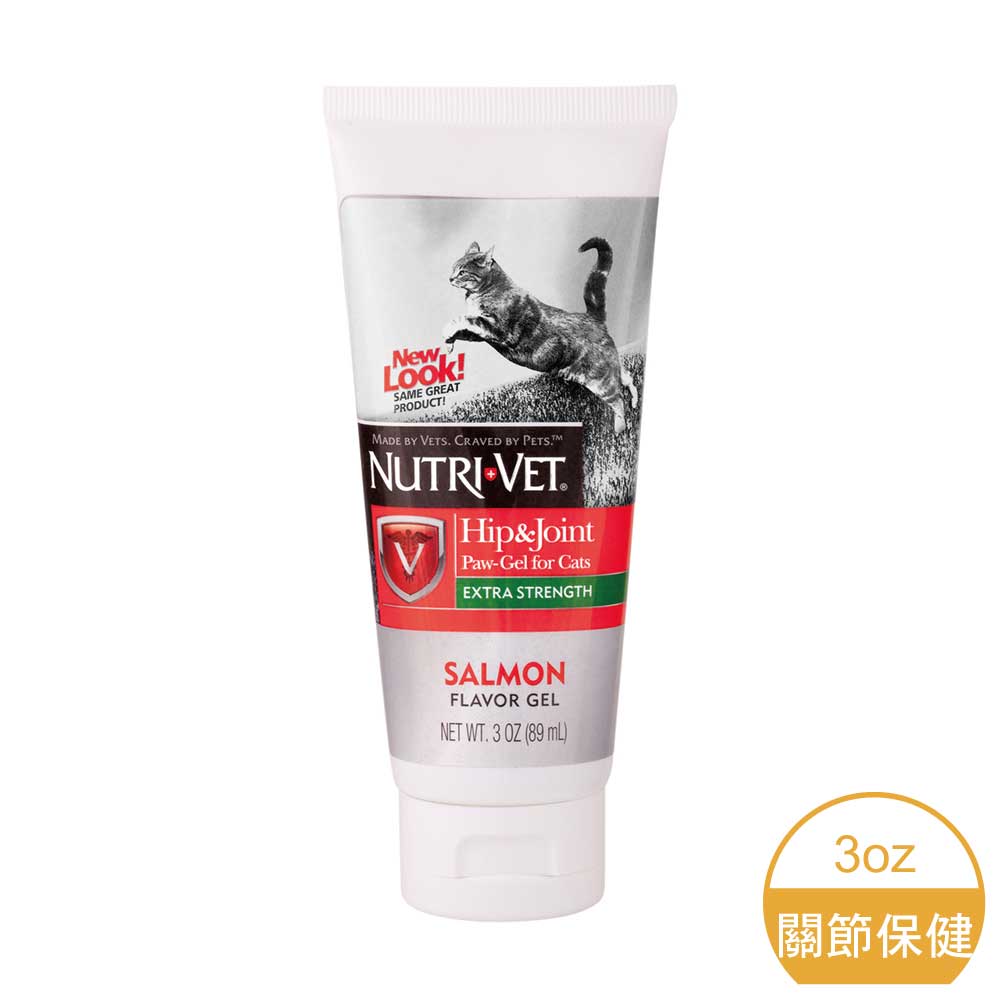 New
Look!
SAME GREAT
PRODUCT!
MADE BY VETS. CRAVED BY PETS.™
NUTRI+VET®
V
Hip&Joint
Paw-Gel for Cats
EXTRA STRENGTH
SALMON
FLAVOR GEL
NET WT. 3 OZ (89 mL)
3oz
關節保健